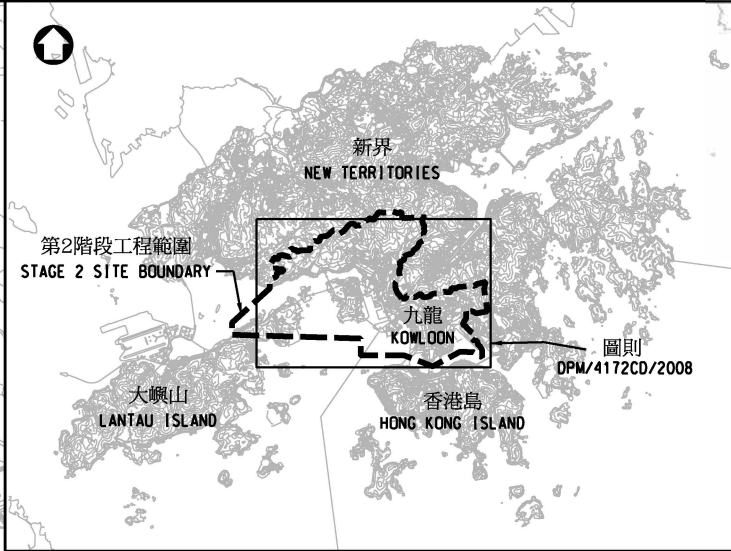 新界
NEW TERRITORIES
第2階段工程範圍
STAGE 2 SITE BOUNDARY
九龍
KOWLOON
圖則
DPM/4172CD/2008
大嶼山
LANTAU ISLAND
香港島
HONG KONG ISLAND